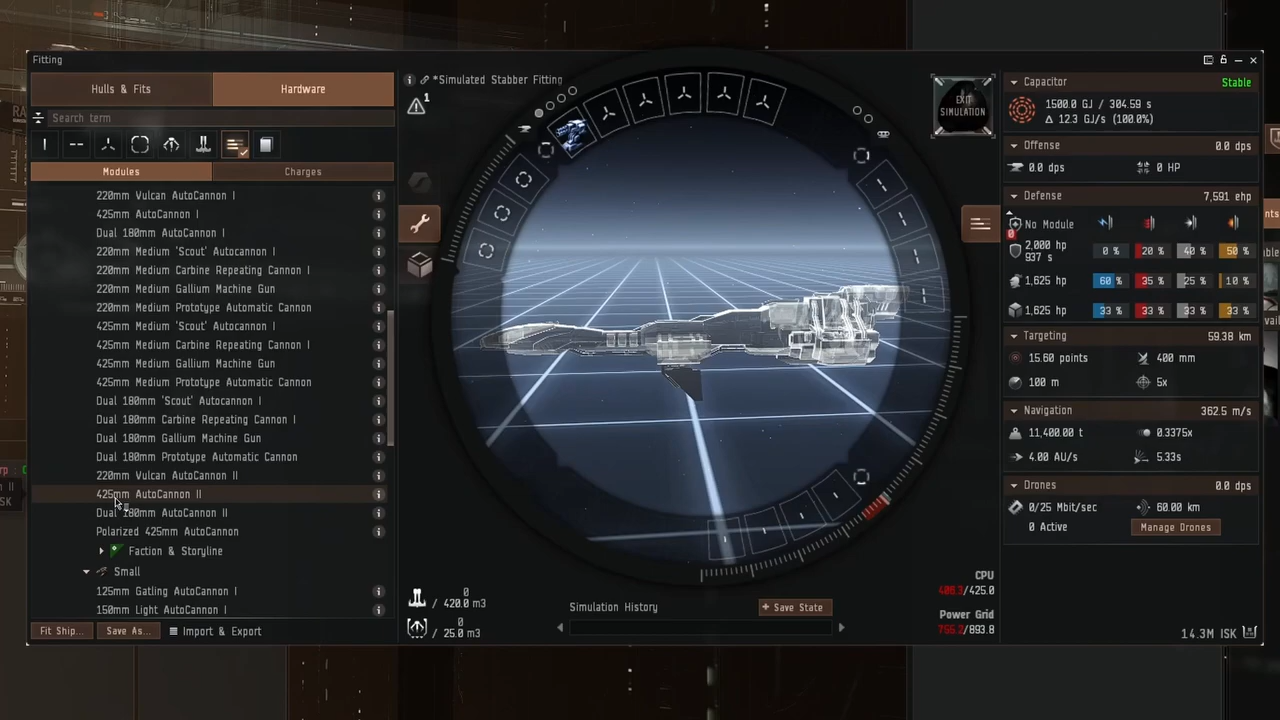 Fitting
Hulls & Fits
Hardware
Search term
Modules
Charges
220mm Vulcan AutoCannon I
425mm AutoCannon I
Dual 180mm AutoCannon I
220mm Medium 'Scout' Autocannon I
220mm Medium Carbine Repeating Cannon I
220mm Medium Gallium Machine Gun
220mm Medium Prototype Automatic Cannon
425mm Medium 'Scout' Autocannon I
425mm Medium Carbine Repeating Cannon I
425mm Medium Gallium Machine Gun
425mm Medium Prototype Automatic Cannon
Dual 180mm 'Scout' Autocannon I
Dual 180mm Carbine Repeating Cannon I
Dual 180mm Gallium Machine Gun
Dual 180mm Prototype Automatic Cannon
220mm Vulcan AutoCannon II
425mm AutoCannon II
Dual 180mm AutoCannon II
Polarized 425mm AutoCannon
Faction & Storyline
Small
125mm Gatling AutoCannon I
150mm Light AutoCannon I
Fit Ship...
Save As...
Import & Export
*Simulated Stabber Fitting
1
EXIT
SIMULATION
0
/ 420.0 m3
0
/ 25.0 m3
Simulation History
+ Save State
CPU
406.3/425.0
Power Grid
755.2/893.8
Capacitor
Stable
1500.0 GJ / 304.59 s
Δ 12.3 GJ/s (100.0%)
Offense
0.0 dps
0.0 dps
0 HP
Defense
7,591 ehp
No Module
2,000 hp
937 s
0 %
20 %
40 %
50 %
1,625 hp
60 %
35 %
25 %
10 %
1,625 hp
33 %
33 %
33 %
33 %
Targeting
59.38 km
15.60 points
400 mm
100 m
5x
Navigation
362.5 m/s
11,400.00 t
0.3375x
4.00 AU/s
5.33s
Drones
0.0 dps
0/25 Mbit/sec
60.00 km
0 Active
Manage Drones
14.3M ISK